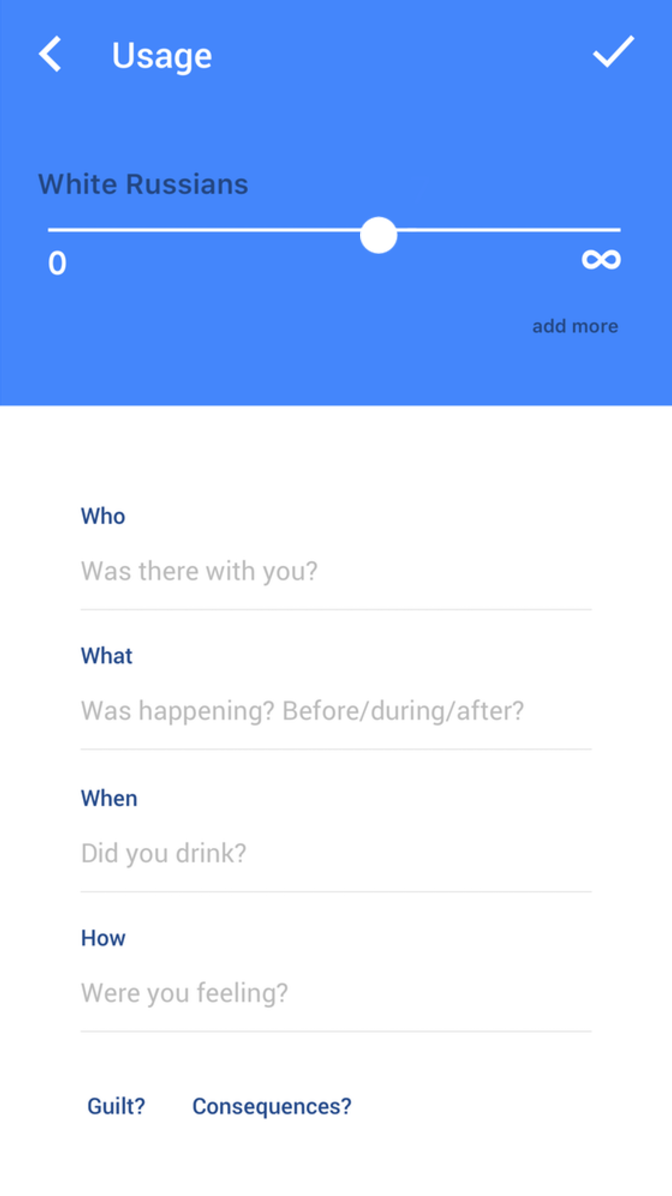 Usage
White Russians
0 ∞
add more
Who
Was there with you?
What
Was happening? Before/during/after?
When
Did you drink?
How
Were you feeling?
Guilt? Consequences?